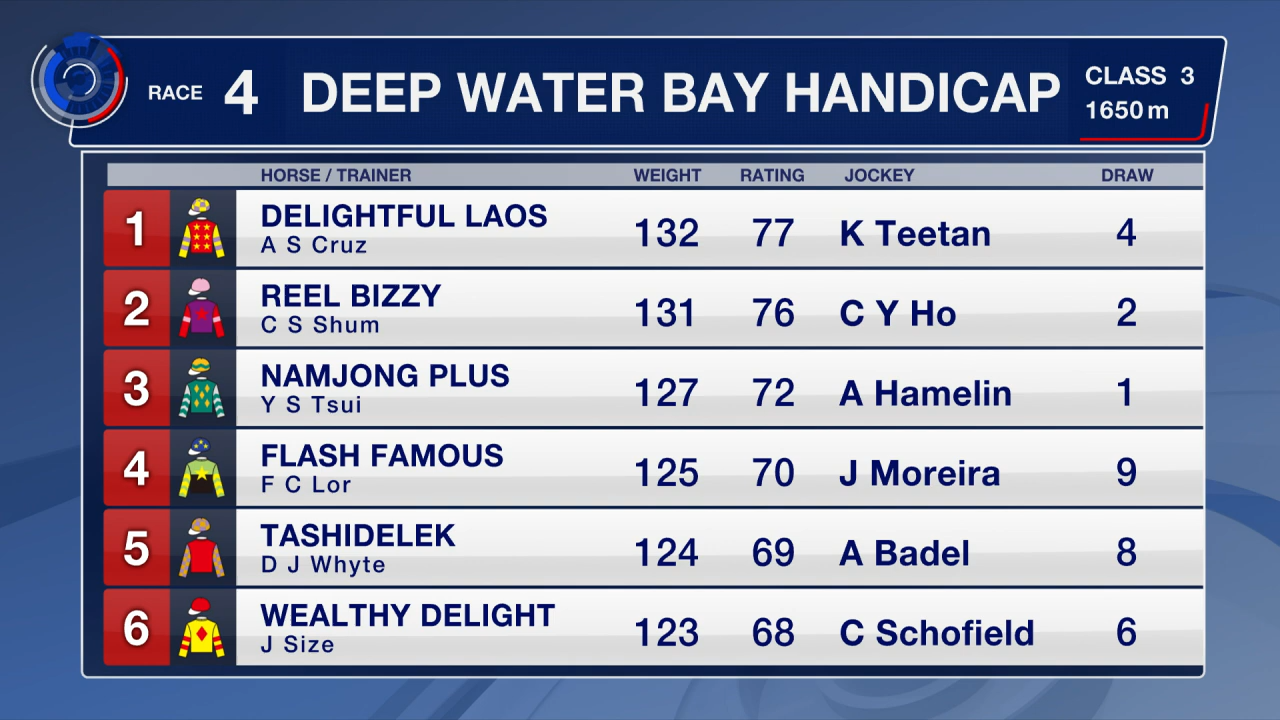 RACE 4 DEEP WATER BAY HANDICAP CLASS 3
1650 m
HORSE / TRAINER WEIGHT RATING JOCKEY DRAW
1 DELIGHTFUL LAOS 132 77 K Teetan 4
A S Cruz
2 REEL BIZZY 131 76 C Y Ho 2
C S Shum
3 NAMJONG PLUS 127 72 A Hamelin 1
Y S Tsui
4 FLASH FAMOUS 125 70 J Moreira 9
F C Lor
5 TASHIDELEK 124 69 A Badel 8
D J Whyte
6 WEALTHY DELIGHT 123 68 C Schofield 6
J Size